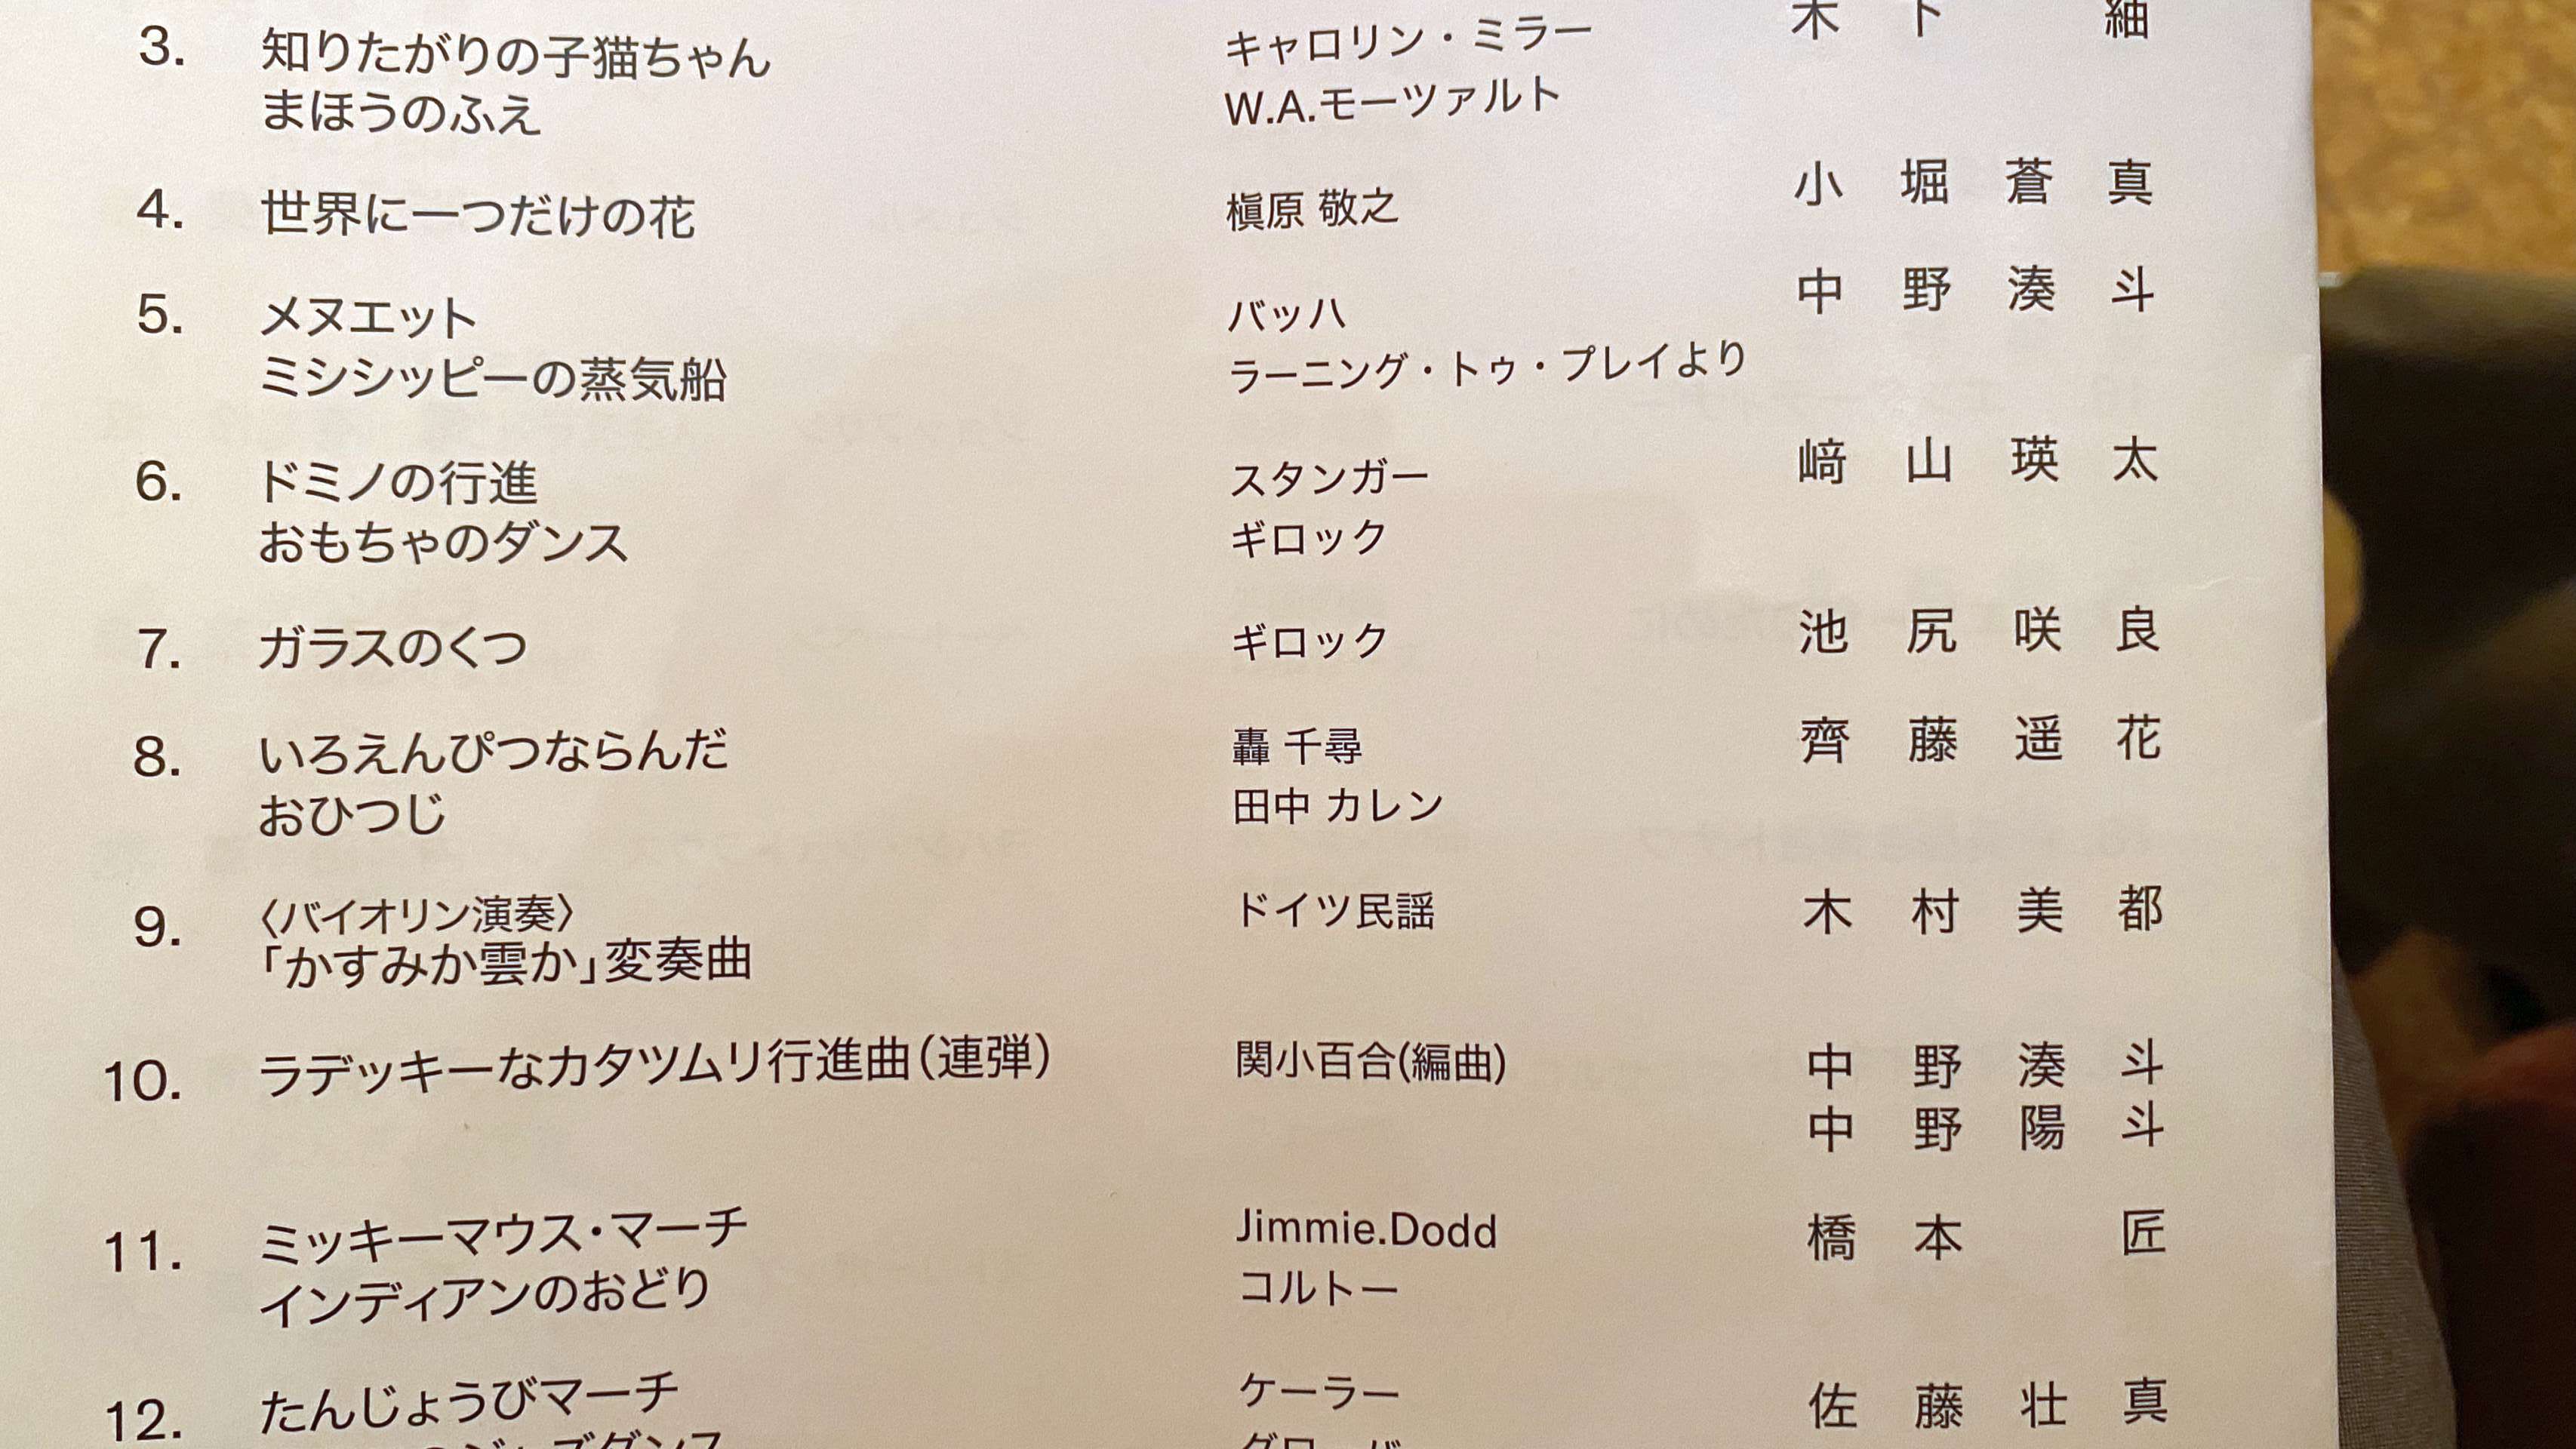 3. 知りたがりの子猫ちゃん キャロリン・ミラー 木下 紬
まほうのふえ W.A.モーツァルト
4. 世界に一つだけの花 槇原 敬之 小堀蒼真
5. メヌエット バッハ 中野湊斗
ミシシッピーの蒸気船 ラーニング・トゥ・プレイより
6. ドミノの行進 スタンガー 﨑山瑛太
おもちゃのダンス ギロック
7. ガラスのくつ ギロック 池尻咲良
8. いろえんぴつならんだ 轟 千尋 齊藤遥花
おひつじ 田中 カレン
9. 〈バイオリン演奏〉 ドイツ民謡 木村美都
「かすみか雲か」変奏曲
10. ラデッキーなカタツムリ行進曲(連弾) 関小百合(編曲) 中野湊斗
中野陽斗
11. ミッキーマウス・マーチ Jimmie.Dodd 橋本 匠
インディアンのおどり コルトー
12. たんじょうびマーチ ケーラー 佐藤壮真